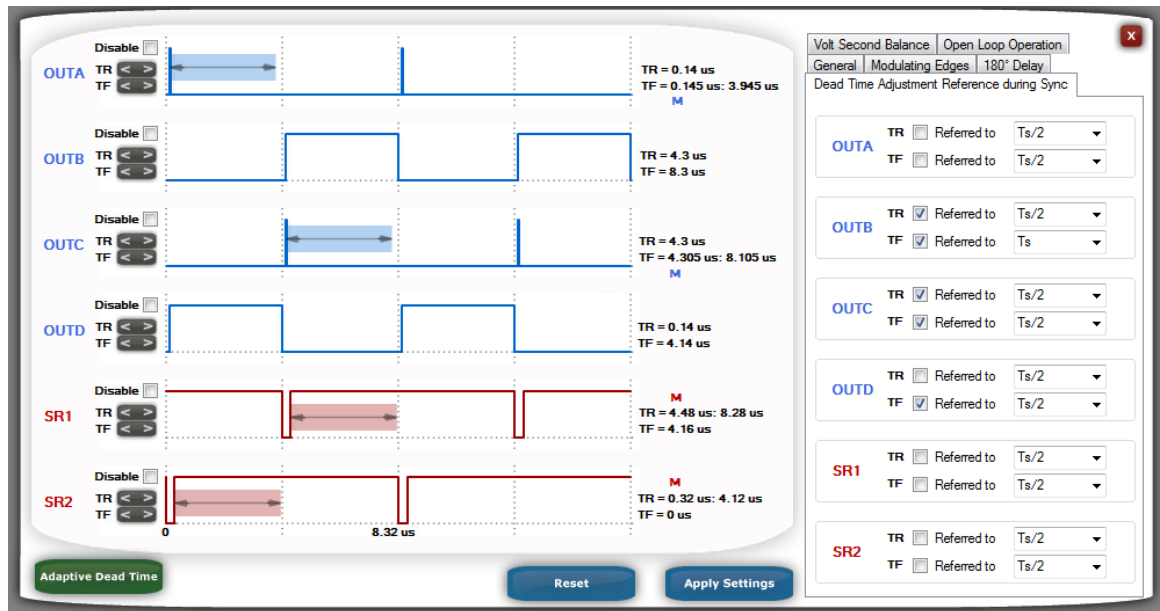 Disable
OUTA TR < >
TF < >
TR = 0.14 us
TF = 0.145 us: 3.945 us
M
Disable
OUTB TR < >
TF < >
TR = 4.3 us
TF = 8.3 us
Disable
OUTC TR < >
TF < >
TR = 4.3 us
TF = 4.305 us: 8.105 us
M
Disable
OUTD TR < >
TF < >
TR = 0.14 us
TF = 4.14 us
Disable
SR1 TR < >
TF < >
M
TR = 4.48 us: 8.28 us
TF = 4.16 us
Disable
SR2 TR < >
TF < >
M
TR = 0.32 us: 4.12 us
TF = 0 us
0 8.32 us
Adaptive Dead Time
Reset
Apply Settings
X
Volt Second Balance Open Loop Operation
General Modulating Edges 180° Delay
Dead Time Adjustment Reference during Sync
OUTA TR Referred to Ts/2
TF Referred to Ts/2
OUTB TR Referred to Ts/2
TF Referred to Ts
OUTC TR Referred to Ts/2
TF Referred to Ts/2
OUTD TR Referred to Ts/2
TF Referred to Ts/2
SR1 TR Referred to Ts/2
TF Referred to Ts/2
SR2 TR Referred to Ts/2
TF Referred to Ts/2